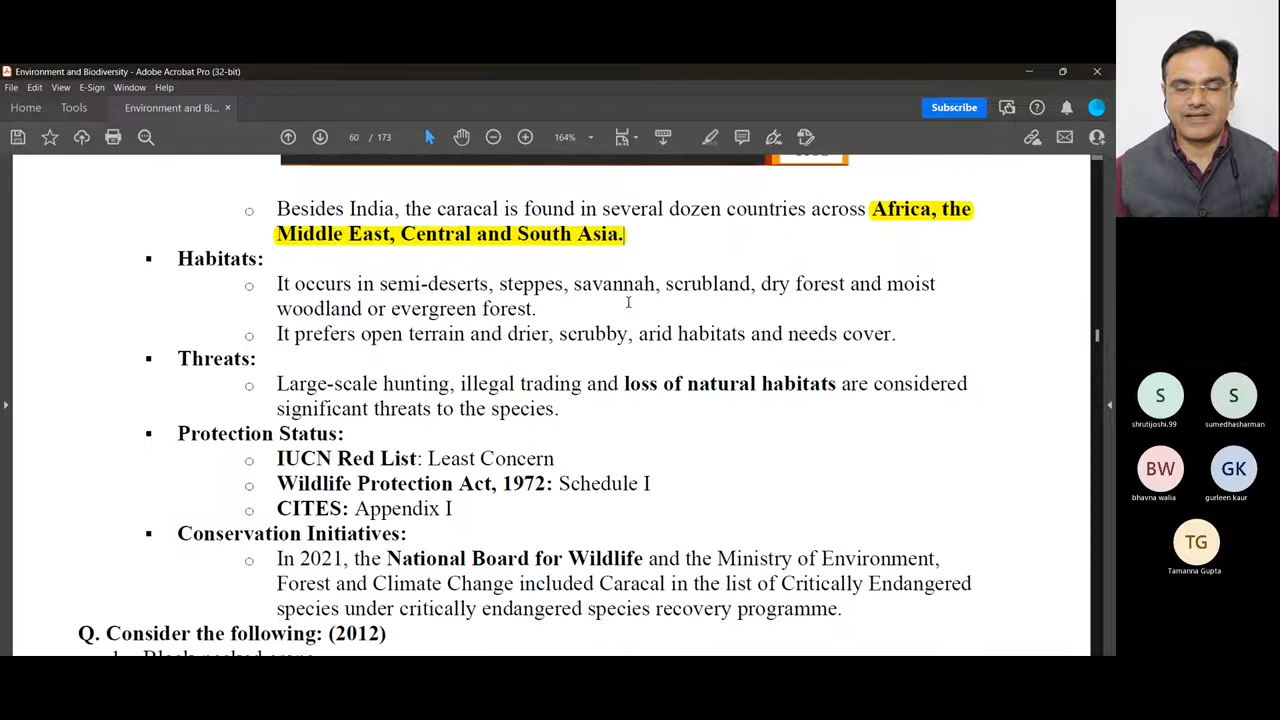 Environment and Biodiversity - Adobe Acrobat Pro (32-bit)
File Edit View E-Sign Window Help
Home Tools Environment and Bi... × Subscribe
60 / 173 164%
Besides India, the caracal is found in several dozen countries across Africa, the
Middle East, Central and South Asia.
Habitats:
It occurs in semi-deserts, steppes, savannah, scrubland, dry forest and moist
woodland or evergreen forest.
It prefers open terrain and drier, scrubby, arid habitats and needs cover.
Threats:
Large-scale hunting, illegal trading and loss of natural habitats are considered
significant threats to the species.
Protection Status:
IUCN Red List: Least Concern
Wildlife Protection Act, 1972: Schedule I
CITES: Appendix I
Conservation Initiatives:
In 2021, the National Board for Wildlife and the Ministry of Environment,
Forest and Climate Change included Caracal in the list of Critically Endangered
species under critically endangered species recovery programme.
Q. Consider the following: (2012)
S
shrutijoshi.99
S
sumedhasharman
BW
bhavna walia
GK
gurleen kaur
TG
Tamanna Gupta